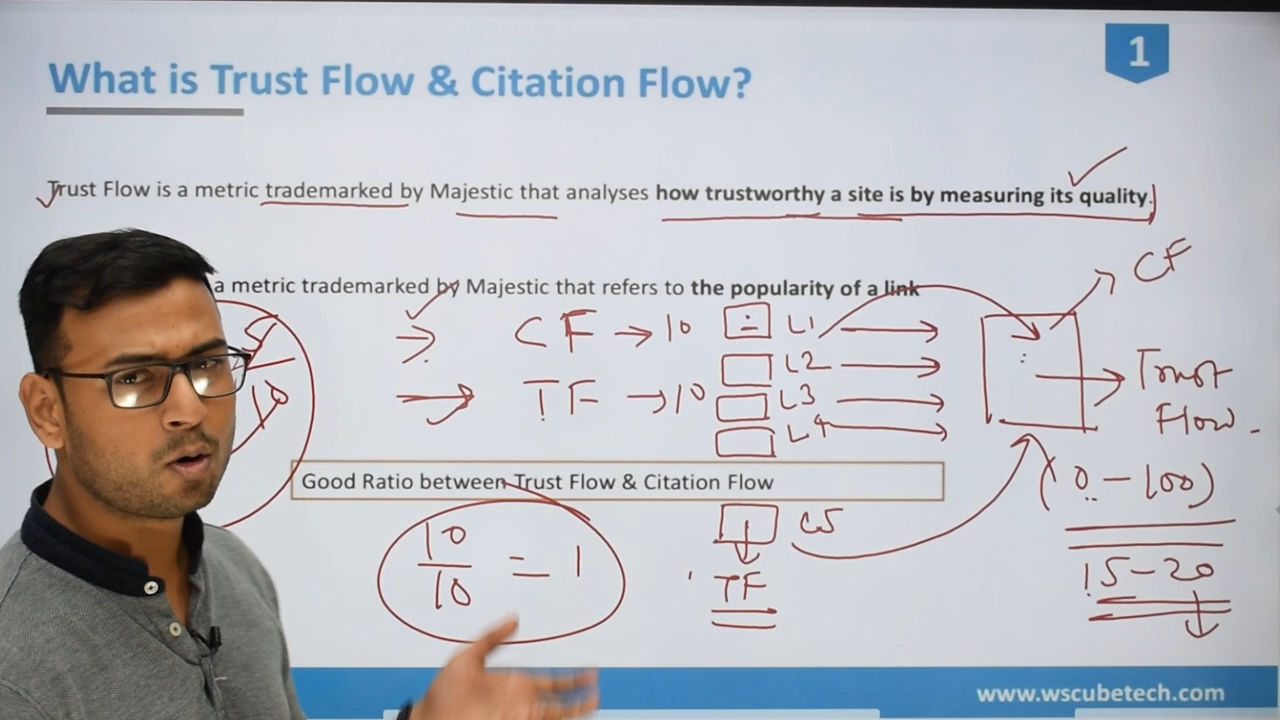 1
What is Trust Flow & Citation Flow?
Trust Flow is a metric trademarked by Majestic that analyses how trustworthy a site is by measuring its quality.
CF
a metric trademarked by Majestic that refers to the popularity of a link
CF → 10 L1
L2
Trust
Flow.
TF → 10 L3
L4
10
(0 - 100)
Good Ratio between Trust Flow & Citation Flow
10
10 = 1
15-20
TF
www.wscubetech.com